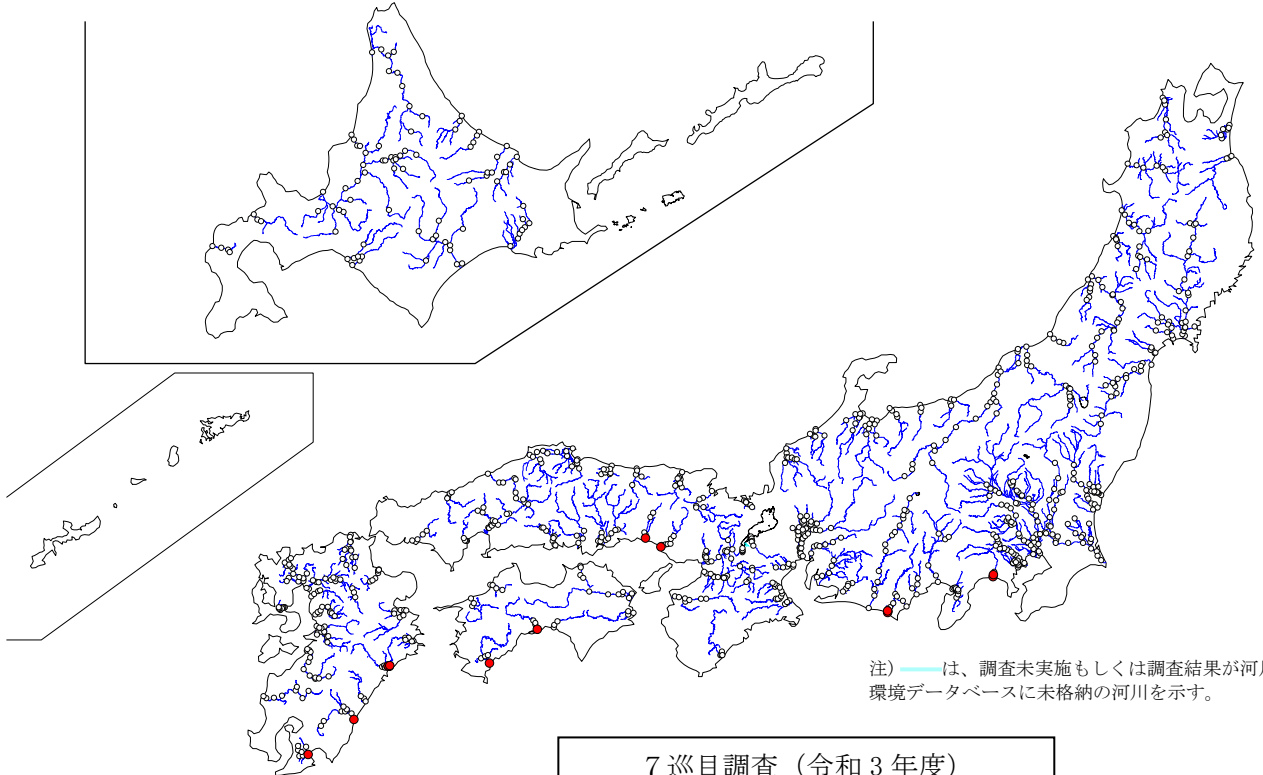 注） は、調査未実施もしくは調査結果が河川
環境データベースに未格納の河川を示す。
7 巡目調査（令和 3 年度）